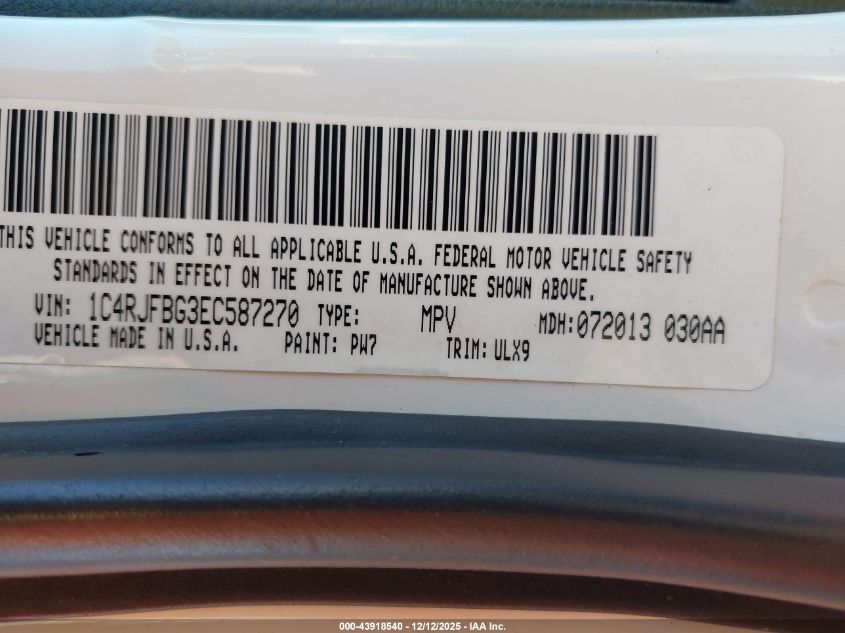 THIS VEHICLE CONFORMS TO ALL APPLICABLE U.S.A. FEDERAL MOTOR VEHICLE SAFETY
STANDARDS IN EFFECT ON THE DATE OF MANUFACTURE SHOWN ABOVE.
VIN: 1C4RJFBG3EC587270 TYPE: MPV MDH:072013 030AA
VEHICLE MADE IN U.S.A. PAINT: PW7 TRIM: ULX9
000-43918540 - 12/12/2025 - IAA Inc.